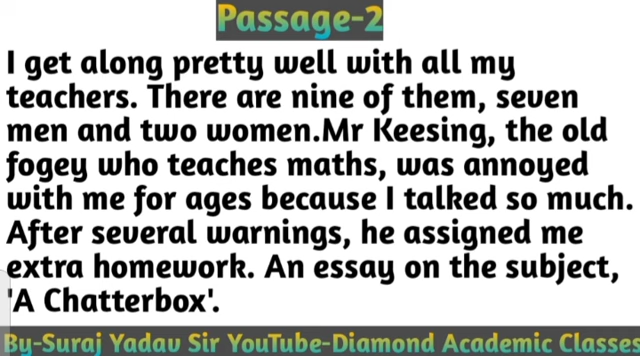 Passage-2
I get along pretty well with all my
teachers. There are nine of them, seven
men and two women.Mr Keesing, the old
fogey who teaches maths, was annoyed
with me for ages because I talked so much.
After several warnings, he assigned me
extra homework. An essay on the subject,
'A Chatterbox'.
By-Suraj Yadav Sir YouTube-Diamond Academic Classes